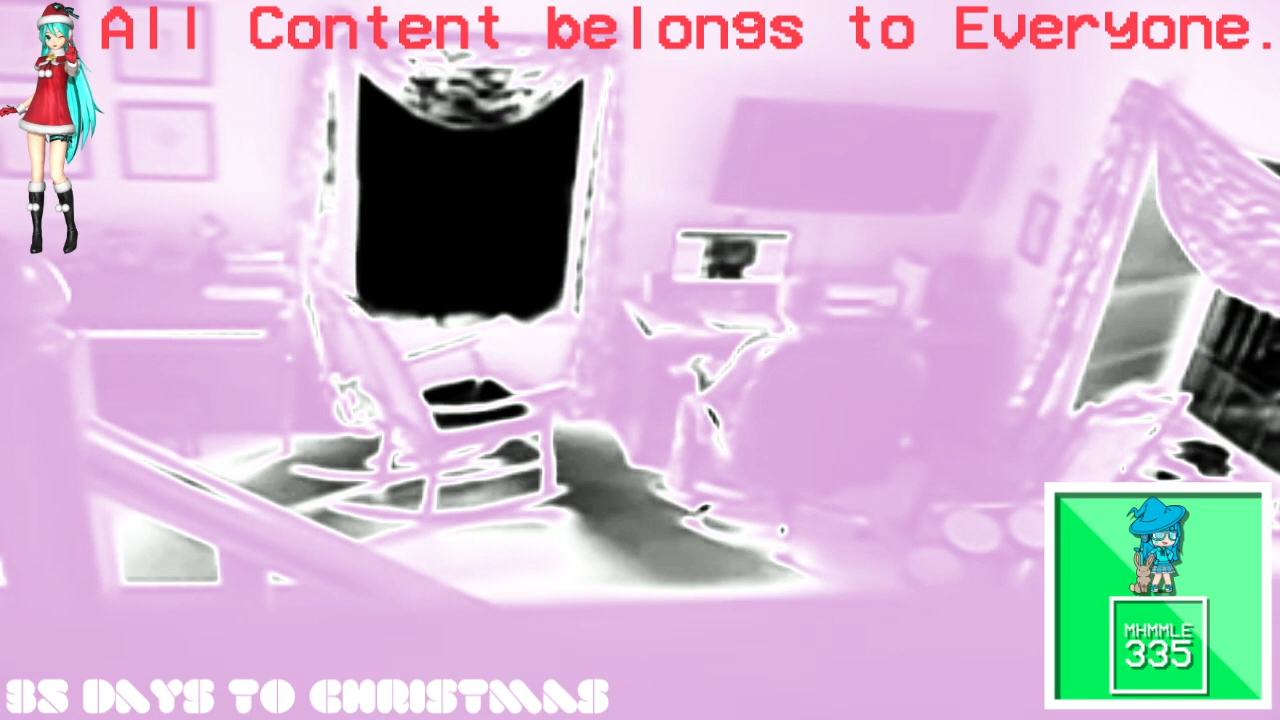 All Content belongs to Everyone.
MHMMLE
335
35 DAYS TO CHRISTMAS